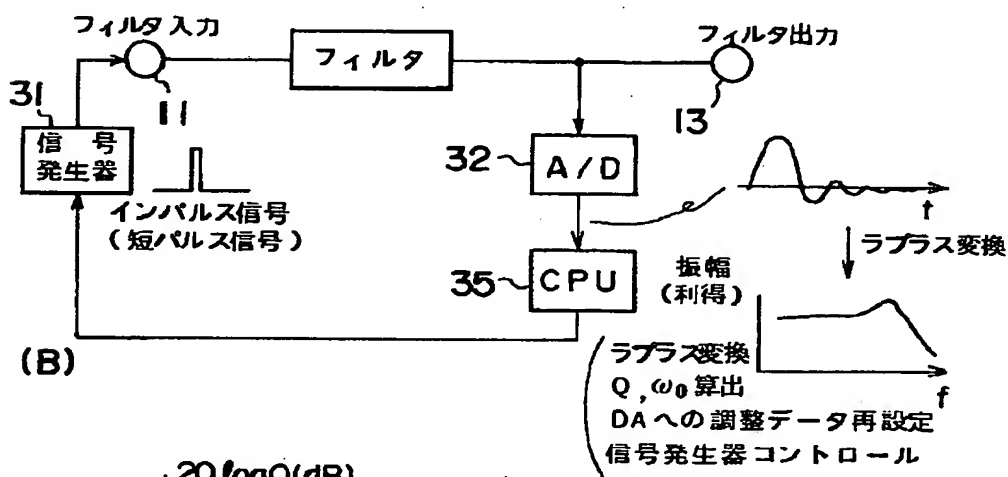 フィルタ入力
フィルタ
フィルタ出力
11
13
31
信号
発生器
インパルス信号
(短パルス信号)
32
A/D
t
ラプラス変換
35
CPU
振幅
(利得)
f
(B)
ラプラス変換
Q,ω₀算出
DAへの調整データ再設定
信号発生器コントロール
20logQ(dB)